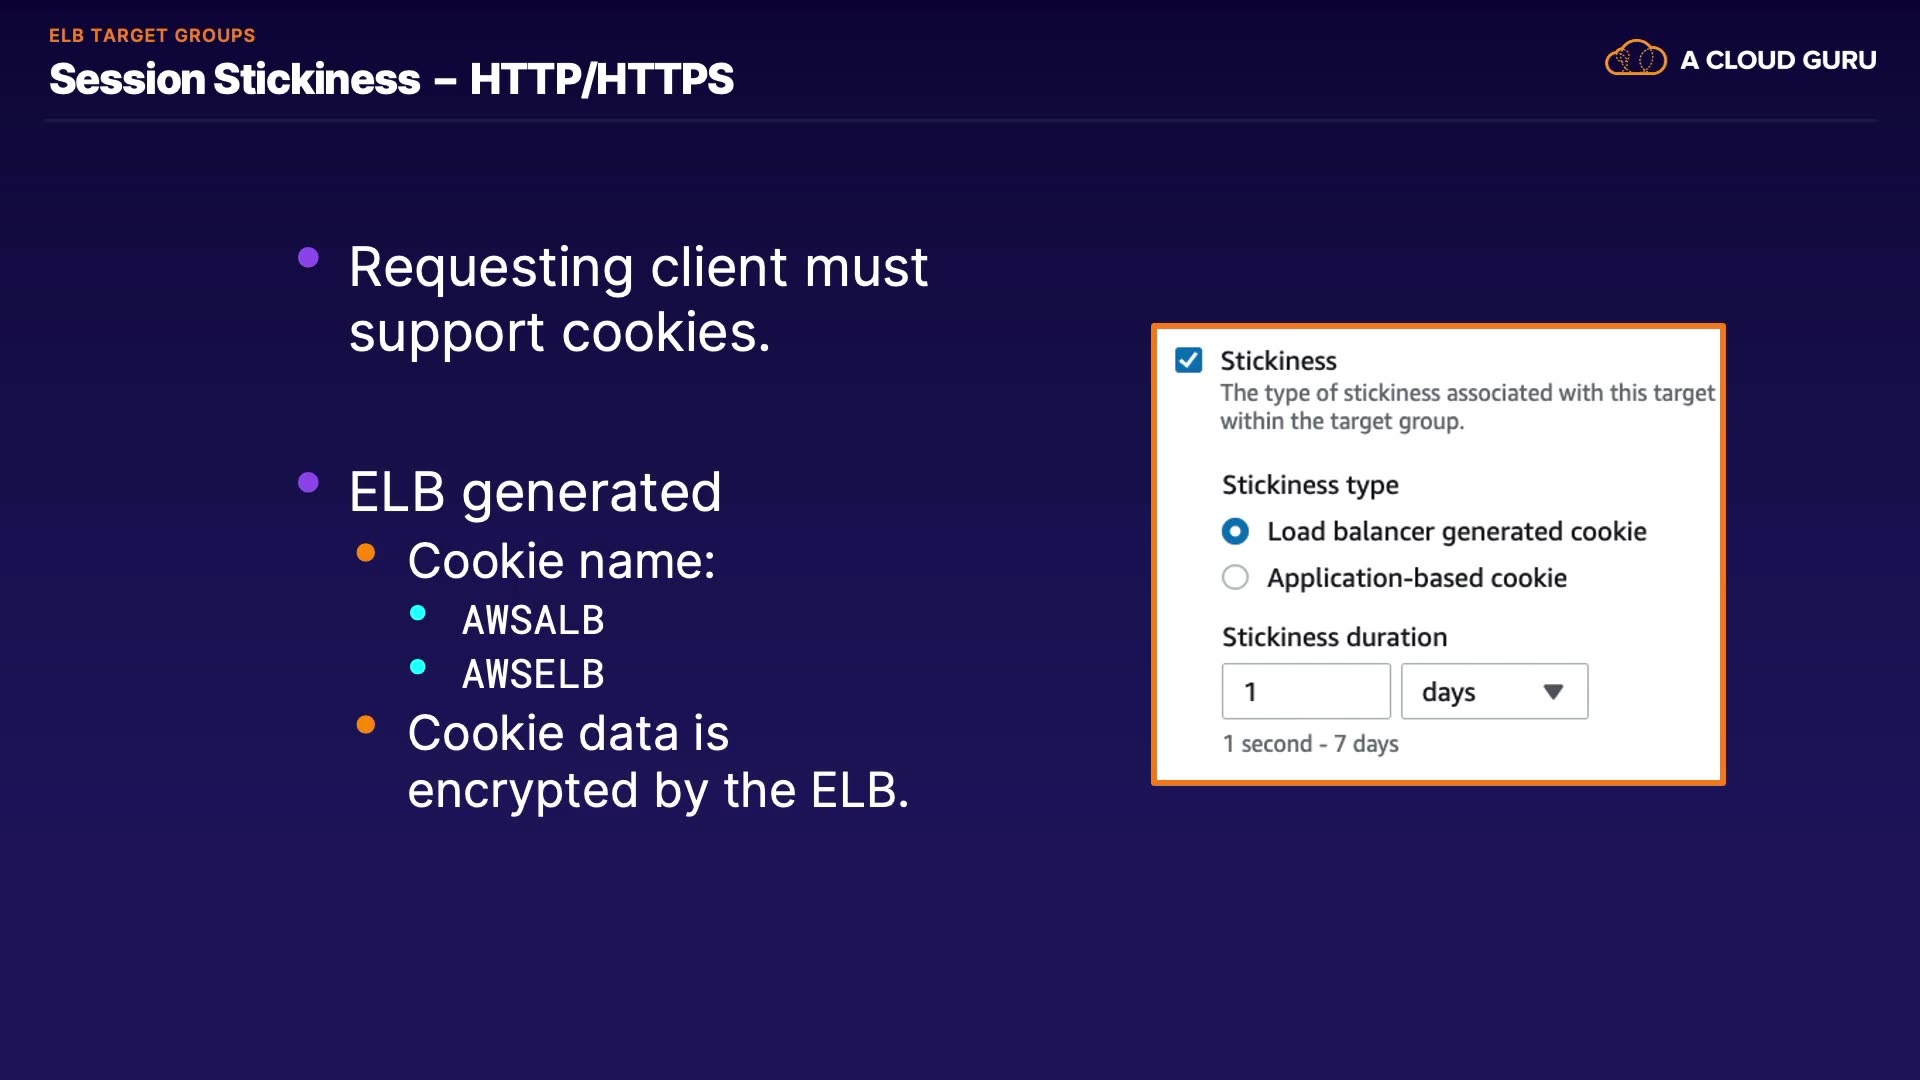 ELB TARGET GROUPS
Session Stickiness – HTTP/HTTPS
A CLOUD GURU
Requesting client must
support cookies.
ELB generated
Cookie name:
AWSALB
AWSELB
Cookie data is
encrypted by the ELB.
Stickiness
The type of stickiness associated with this target
within the target group.
Stickiness type
Load balancer generated cookie
Application-based cookie
Stickiness duration
1 days
1 second - 7 days